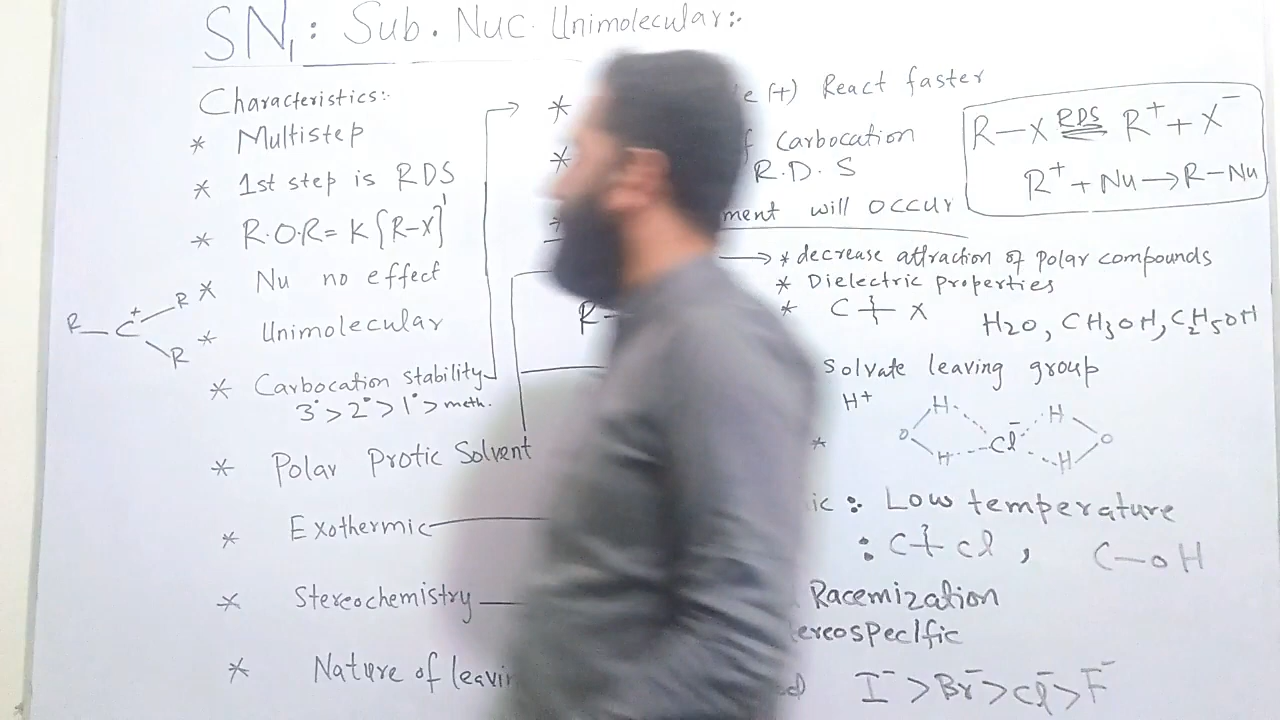 SN1: Sub. Nuc. Unimolecular:-
Characteristics:-
* Multistep
* 1st step is RDS
* R.O.R = K [R-X]¹
* Nu no effect
* Unimolecular
* Carbocation stability
3° > 2° > 1° > meth.
* Polar Protic Solvent
* Exothermic
* Stereochemistry
* Nature of
R
C+
R
R
* (+) React faster
* Carbocation
R.D.S
* will occur
R-X RDS R+ + X-
R+ + Nu → R-Nu
→ * decrease attraction of Polar compounds
* Dielectric Properties
* C X
H2O, CH3OH, C2H5OH
R-
Solvate leaving group
H+
* O H H Cl- H H O
: Low temperature
: C Cl, C-OH
Racemization
I- > Br- > Cl- > F-